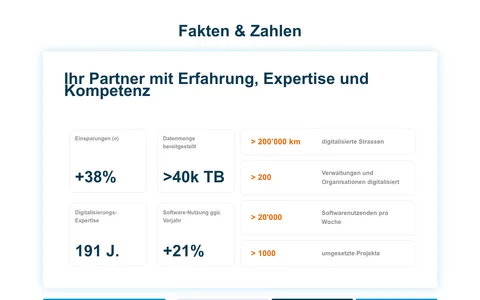 Fakten & Zahlen
Ihr Partner mit Erfahrung, Expertise und
Kompetenz
Einsparungen (σ)
+38%
Datenmenge
bereitgestellt
>40k TB
Digitalisierungs-
Expertise
191 J.
Software-Nutzung ggü.
Vorjahr
+21%
> 200'000 km
digitalisierte Strassen
> 200
Verwaltungen und
Organisationen digitalisiert
> 20'000
Softwarenutzenden pro
Woche
> 1000
umgesetzte Projekte